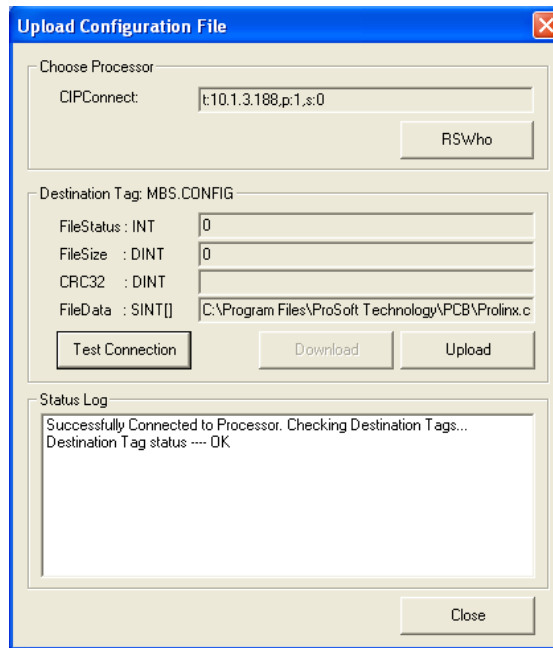 Upload Configuration File
Choose Processor
CIPConnect: t:10.1.3.188,p:1,s:0
RSWho
Destination Tag: MBS.CONFIG
FileStatus : INT 0
FileSize : DINT 0
CRC32 : DINT
FileData : SINT[] C:\Program Files\ProSoft Technology\PCB\Prolinx.c
Test Connection Download Upload
Status Log
Successfully Connected to Processor. Checking Destination Tags...
Destination Tag status ---- OK
Close